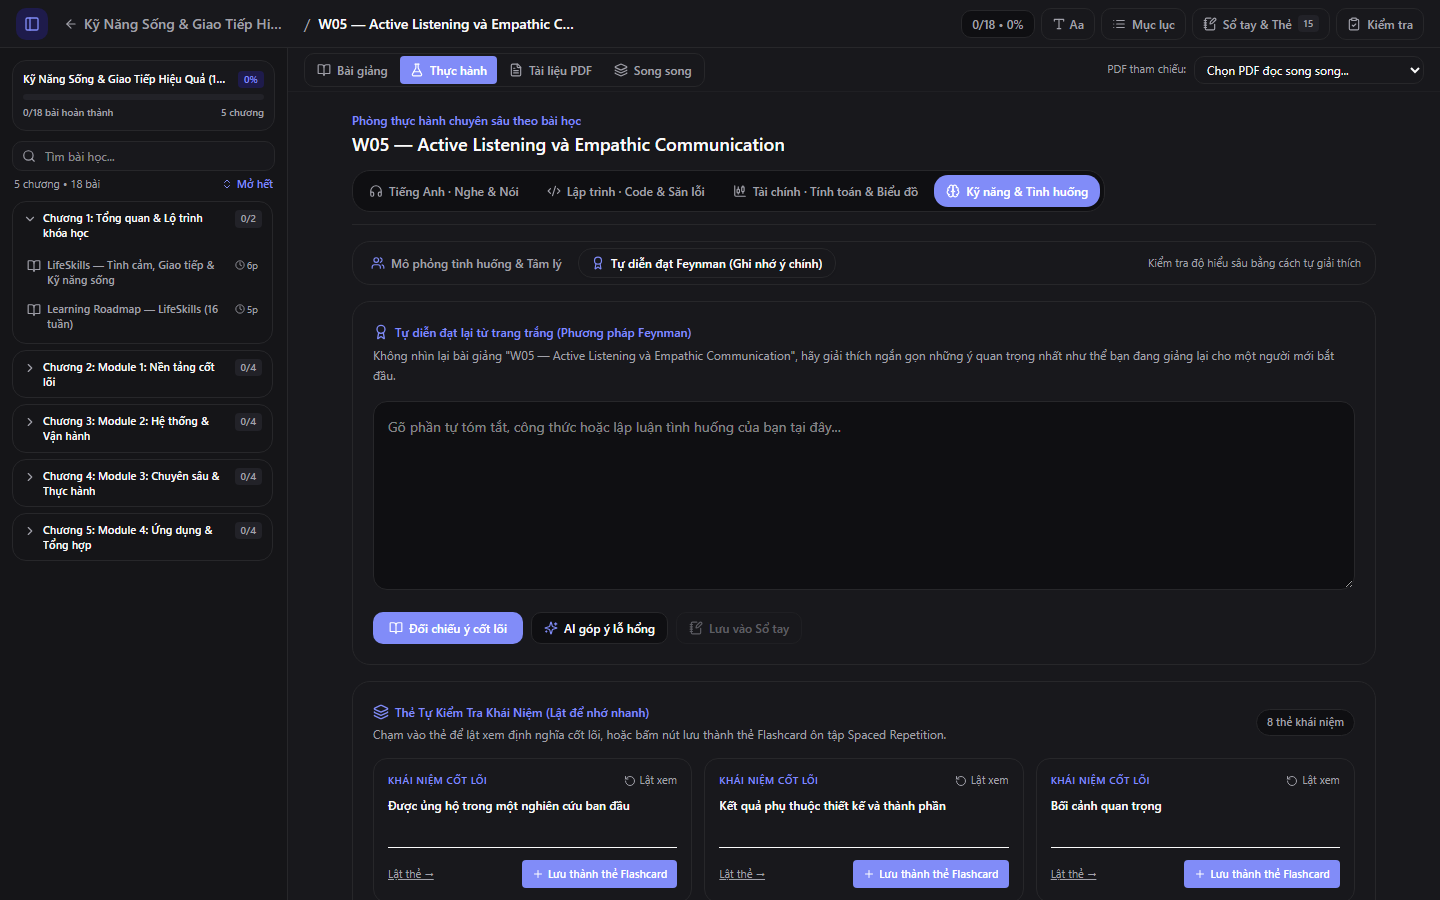 Kỹ Năng Sống & Giao Tiếp Hi...
/ W05 — Active Listening và Empathic C...
0/18 • 0%
Aa
Mục lục
Sổ tay & Thẻ 15
Kiểm tra
Kỹ Năng Sống & Giao Tiếp Hiệu Quả (1...
0%
0/18 bài hoàn thành
5 chương
Tìm bài học...
5 chương • 18 bài
Mở hết
Chương 1: Tổng quan & Lộ trình khóa học
0/2
LifeSkills — Tình cảm, Giao tiếp & Kỹ năng sống
6p
Learning Roadmap — LifeSkills (16 tuần)
5p
Chương 2: Module 1: Nền tảng cốt lõi
0/4
Chương 3: Module 2: Hệ thống & Vận hành
0/4
Chương 4: Module 3: Chuyên sâu & Thực hành
0/4
Chương 5: Module 4: Ứng dụng & Tổng hợp
0/4
Bài giảng
Thực hành
Tài liệu PDF
Song song
PDF tham chiếu:
Chọn PDF đọc song song...
Phòng thực hành chuyên sâu theo bài học
W05 — Active Listening và Empathic Communication
Tiếng Anh · Nghe & Nói
Lập trình · Code & Săn lỗi
Tài chính · Tính toán & Biểu đồ
Kỹ năng & Tình huống
Mô phỏng tình huống & Tâm lý
Tự diễn đạt Feynman (Ghi nhớ ý chính)
Kiểm tra độ hiểu sâu bằng cách tự giải thích
Tự diễn đạt lại từ trang trắng (Phương pháp Feynman)
Không nhìn lại bài giảng "W05 — Active Listening và Empathic Communication", hãy giải thích ngắn gọn những ý quan trọng nhất như thể bạn đang giảng lại cho một người mới bắt
đầu.
Gõ phần tự tóm tắt, công thức hoặc lập luận tình huống của bạn tại đây...
Đối chiếu ý cốt lõi
AI góp ý lỗ hổng
Lưu vào Sổ tay
Thẻ Tự Kiểm Tra Khái Niệm (Lật để nhớ nhanh)
Chạm vào thẻ để lật xem định nghĩa cốt lõi, hoặc bấm nút lưu thành thẻ Flashcard ôn tập Spaced Repetition.
8 thẻ khái niệm
KHÁI NIỆM CỐT LÕI
Lật xem
Được ủng hộ trong một nghiên cứu ban đầu
Lật thẻ →
+ Lưu thành thẻ Flashcard
KHÁI NIỆM CỐT LÕI
Lật xem
Kết quả phụ thuộc thiết kế và thành phần
Lật thẻ →
+ Lưu thành thẻ Flashcard
KHÁI NIỆM CỐT LÕI
Lật xem
Bối cảnh quan trọng
Lật thẻ →
+ Lưu thành thẻ Flashcard